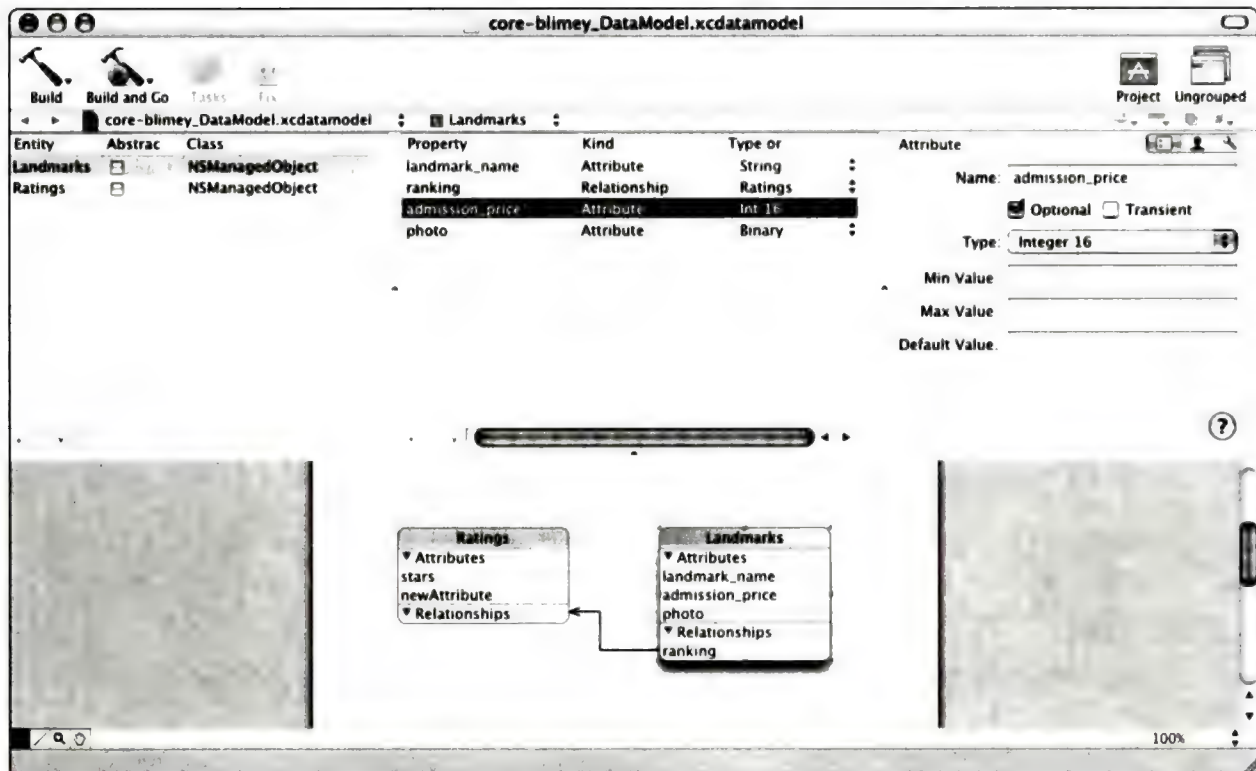 core-blimey_DataModel.xcdatamodel
Build Build and Go Tasks Fix Project Ungrouped
core-blimey_DataModel.xcdatamodel Landmarks
Entity Abstrac Class Property Kind Type or Attribute
Landmarks NSManagedObject landmark_name Attribute String
Name: admission_price
Ratings NSManagedObject ranking Relationship Ratings
admission_price Attribute Int 16
Optional Transient
photo Attribute Binary
Type: Integer 16
Min Value
Max Value
Default Value.
?
Ratings
Attributes
stars
newAttribute
Relationships
Landmarks
Attributes
landmark_name
admission_price
photo
Relationships
ranking
100%